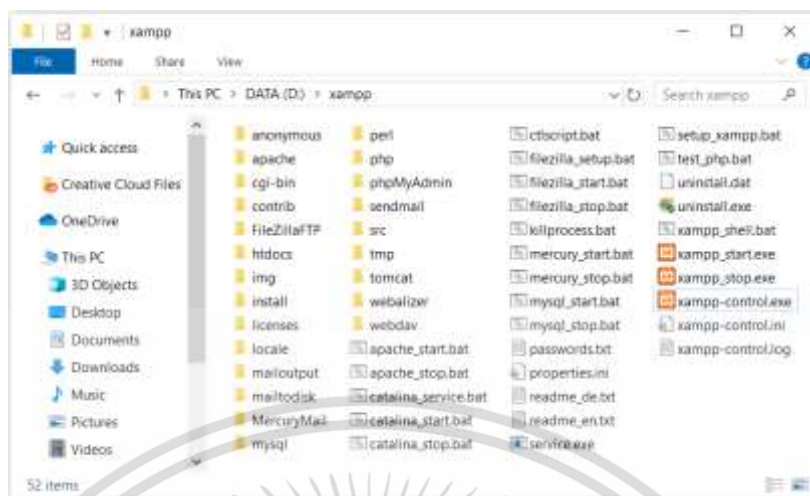 xampp
File Home Share View
This PC > DATA (D:) > xampp
Search xampp
Quick access
Creative Cloud Files
OneDrive
This PC
3D Objects
Desktop
Documents
Downloads
Music
Pictures
Videos
anonymous
apache
cgi-bin
contrib
FileZillaFTP
htdocs
img
install
licenses
locale
mailoutput
mailtodisk
MercuryMail
mysql
perl
php
phpMyAdmin
sendmail
src
tmp
tomcat
webalizer
webdav
apache_start.bat
apache_stop.bat
catalina_service.bat
catalina_start.bat
catalina_stop.bat
ctlscript.bat
filezilla_setup.bat
filezilla_start.bat
filezilla_stop.bat
killprocess.bat
mercury_start.bat
mercury_stop.bat
mysql_start.bat
mysql_stop.bat
passwords.txt
properties.ini
readme_de.txt
readme_en.txt
service.exe
setup_xampp.bat
test_php.bat
uninstall.dat
uninstall.exe
xampp_shell.bat
xampp_start.exe
xampp_stop.exe
xampp-control.exe
xampp-control.ini
xampp-control.log
52 items